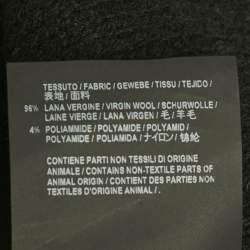 TESSUTO / FABRIC / GEWEBE / TISSU / TEJIDO /
表地 / 面料
96% LANA VERGINE / VIRGIN WOOL / SCHURWOLLE /
LAINE VIERGE / LANA VIRGEN / 毛 / 羊毛
4% POLIAMMIDE / POLYAMIDE / POLYAMID /
POLYAMIDE / POLIAMIDA / ナイロン / 锦纶
CONTIENE PARTI NON TESSILI DI ORIGINE
ANIMALE / CONTAINS NON-TEXTILE PARTS OF
ANIMAL ORIGIN / CONTIENT DES PARTIES NON
TEXTILES D'ORIGINE ANIMALE / .